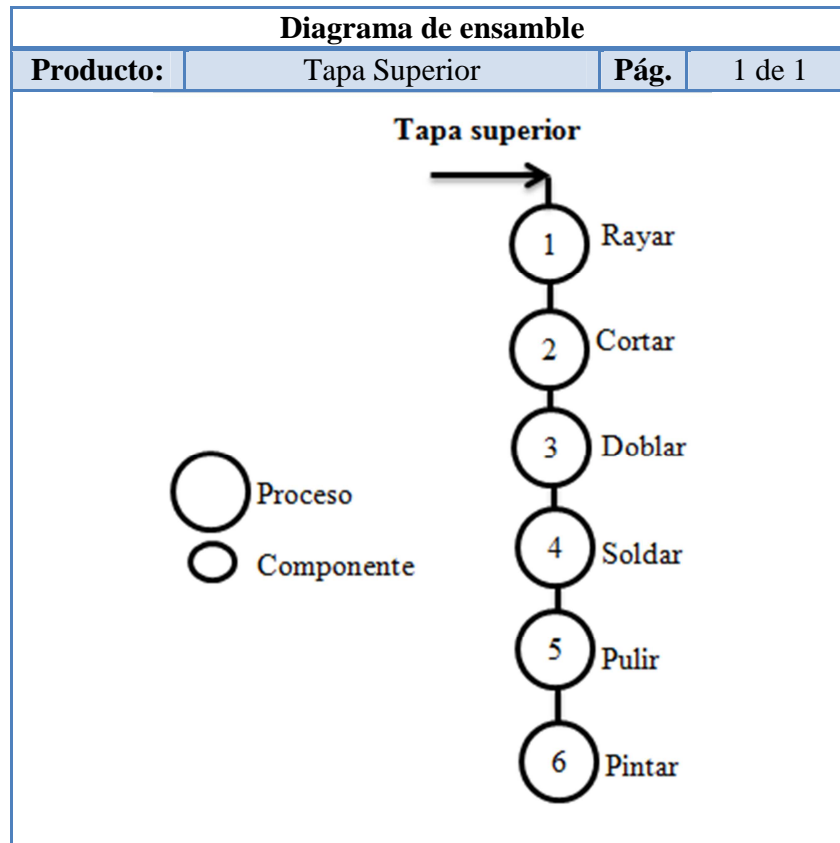 Diagrama de ensamble
Producto: Tapa Superior Pág. 1 de 1
Tapa superior
1 Rayar
2 Cortar
3 Doblar
Proceso
4 Soldar
Componente
5 Pulir
6 Pintar